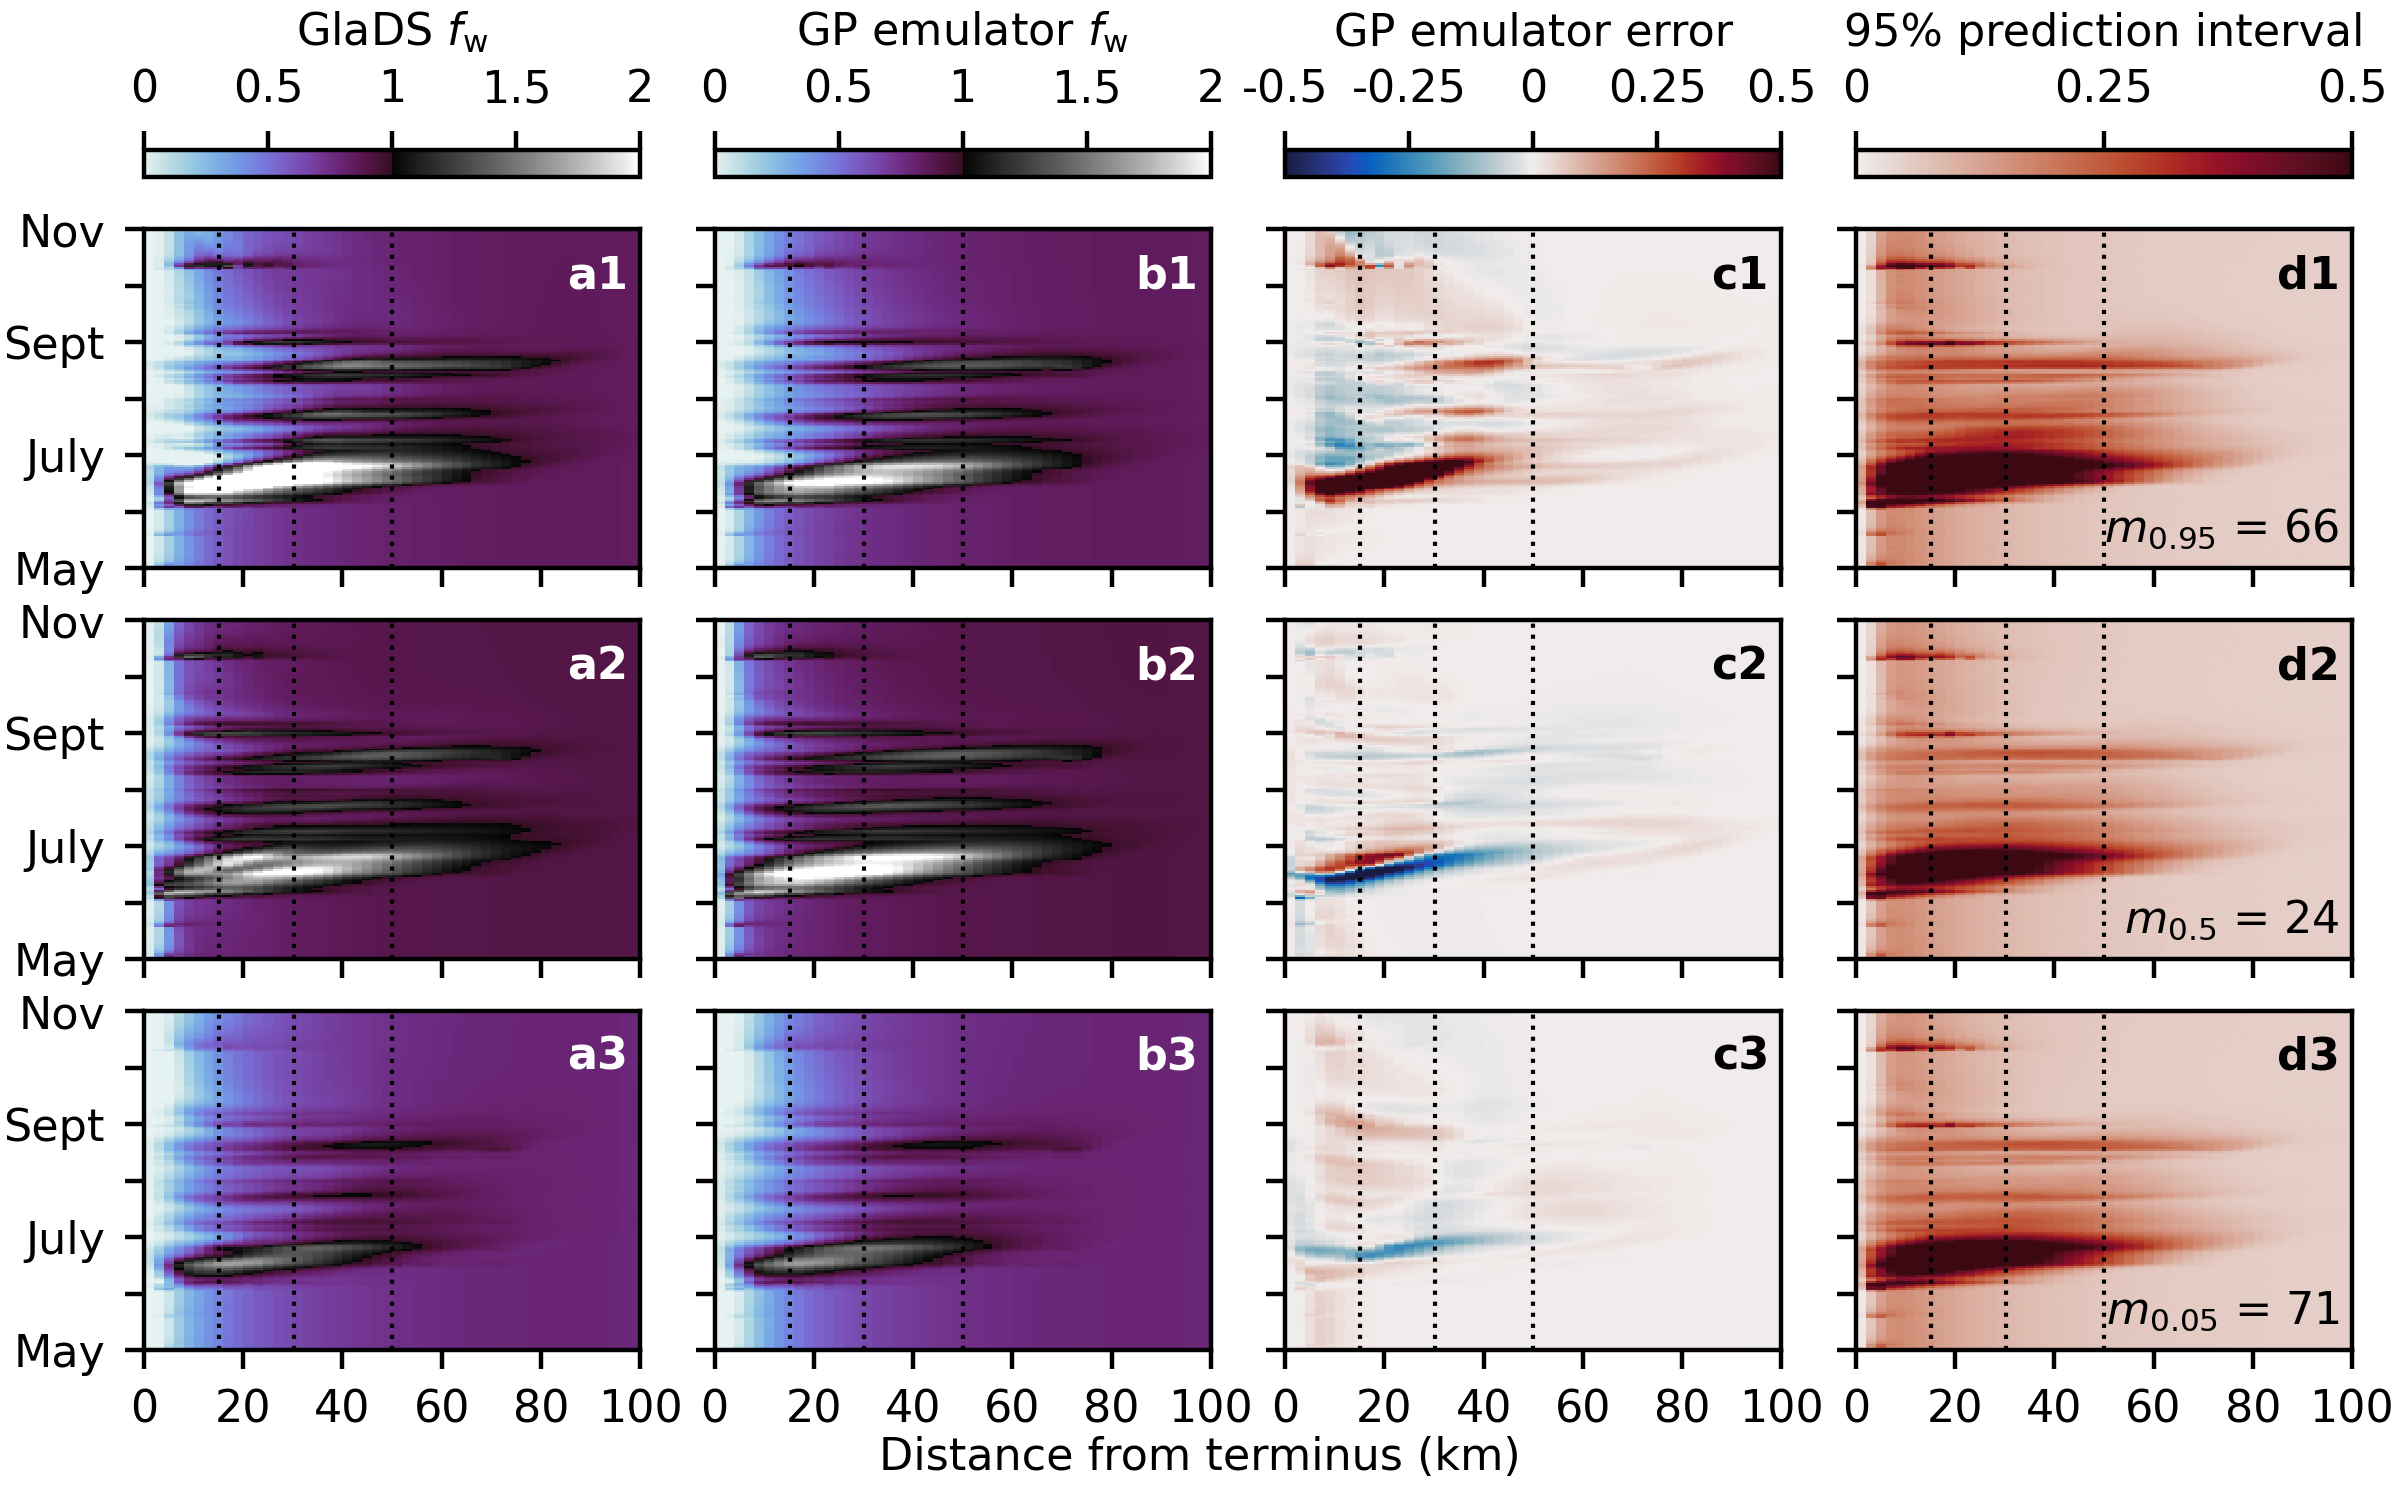 GlaDS fw GP emulator fw GP emulator error 95% prediction interval
0 0.5 1 1.5 2 0 0.5 1 1.5 2 -0.5 -0.25 0 0.25 0.5 0 0.25 0.5
Nov
a1 b1 c1 d1
Sept
July
m0.95 = 66
May
Nov
a2 b2 c2 d2
Sept
July
m0.5 = 24
May
Nov
a3 b3 c3 d3
Sept
July
m0.05 = 71
May
0 20 40 60 80 100 0 20 40 60 80 100 0 20 40 60 80 100 0 20 40 60 80 100
Distance from terminus (km)